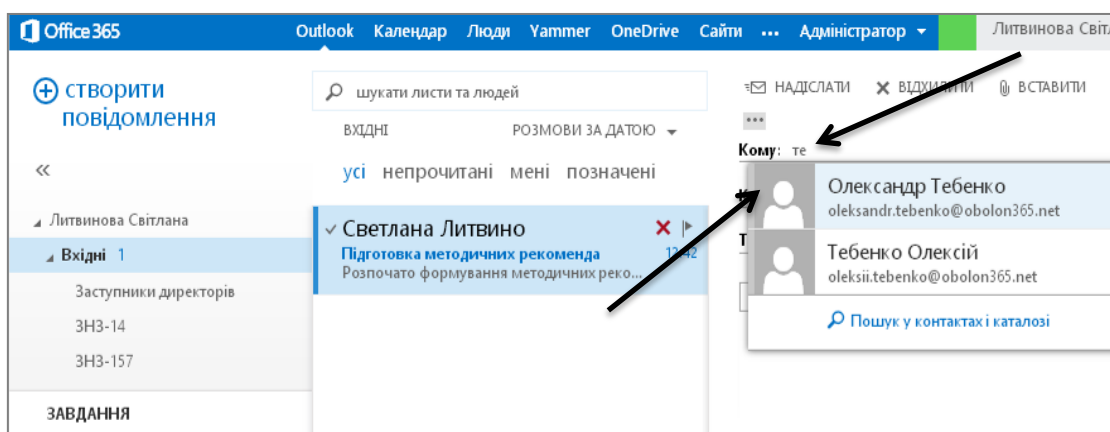 Office 365
Outlook Календар Люди Yammer OneDrive Сайти ••• Адміністратор
Литвинова Світл
створити
повідомлення
Литвинова Світлана
Вхідні 1
Заступники директорів
ЗНЗ-14
ЗНЗ-157
ЗАВДАННЯ
шукати листи та людей
ВХІДНІ РОЗМОВИ ЗА ДАТОЮ
усі непрочитані мені позначені
Светлана Литвино
Підготовка методичних рекоменда
Розпочато формування методичних реко...
НАДІСЛАТИ ВІДХИЛИТИ ВСТАВИТИ
•••
Кому: те
Олександр Тебенко
oleksandr.tebenko@obolon365.net
Тебенко Олексій
oleksii.tebenko@obolon365.net
Пошук у контактах і каталозі